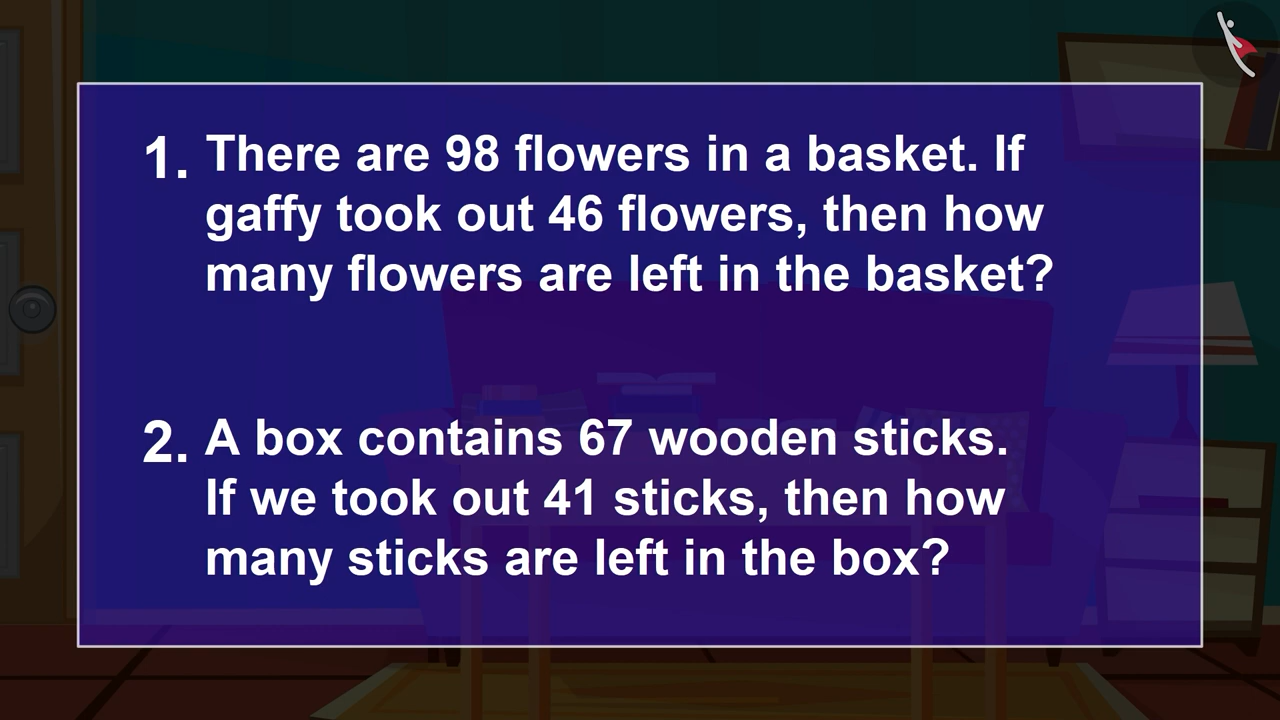 1. There are 98 flowers in a basket. If
gaffy took out 46 flowers, then how
many flowers are left in the basket?
2. A box contains 67 wooden sticks.
If we took out 41 sticks, then how
many sticks are left in the box?